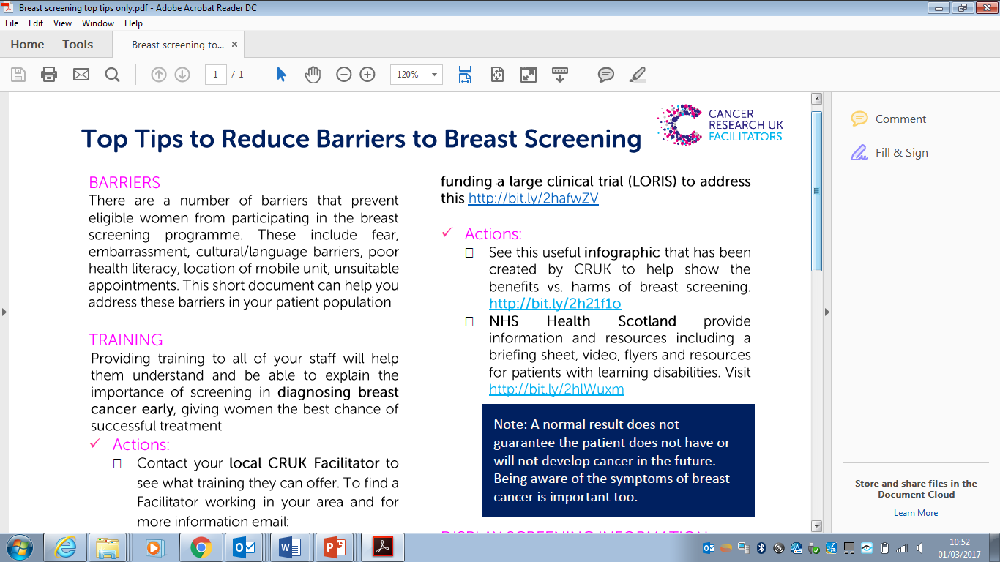 Breast screening top tips only.pdf - Adobe Acrobat Reader DC
File Edit View Window Help
Home Tools Breast screening to... ×
1 / 1 120%
CANCER
RESEARCH UK
FACILITATORS
Top Tips to Reduce Barriers to Breast Screening
BARRIERS
There are a number of barriers that prevent
eligible women from participating in the breast
screening programme. These include fear,
embarrassment, cultural/language barriers, poor
health literacy, location of mobile unit, unsuitable
appointments. This short document can help you
address these barriers in your patient population
TRAINING
Providing training to all of your staff will help
them understand and be able to explain the
importance of screening in diagnosing breast
cancer early, giving women the best chance of
successful treatment
✓ Actions:
Contact your local CRUK Facilitator to
see what training they can offer. To find a
Facilitator working in your area and for
more information email:
funding a large clinical trial (LORIS) to address
this http://bit.ly/2hafwZV
✓ Actions:
See this useful infographic that has been
created by CRUK to help show the
benefits vs. harms of breast screening.
http://bit.ly/2h21f1o
NHS Health Scotland provide
information and resources including a
briefing sheet, video, flyers and resources
for patients with learning disabilities. Visit
http://bit.ly/2hlWuxm
Note: A normal result does not
guarantee the patient does not have or
will not develop cancer in the future.
Being aware of the symptoms of breast
cancer is important too.
DISPLAY SCREENING INFORMATION
Comment
Fill & Sign
Store and share files in the
Document Cloud
Learn More
10:52
01/03/2017